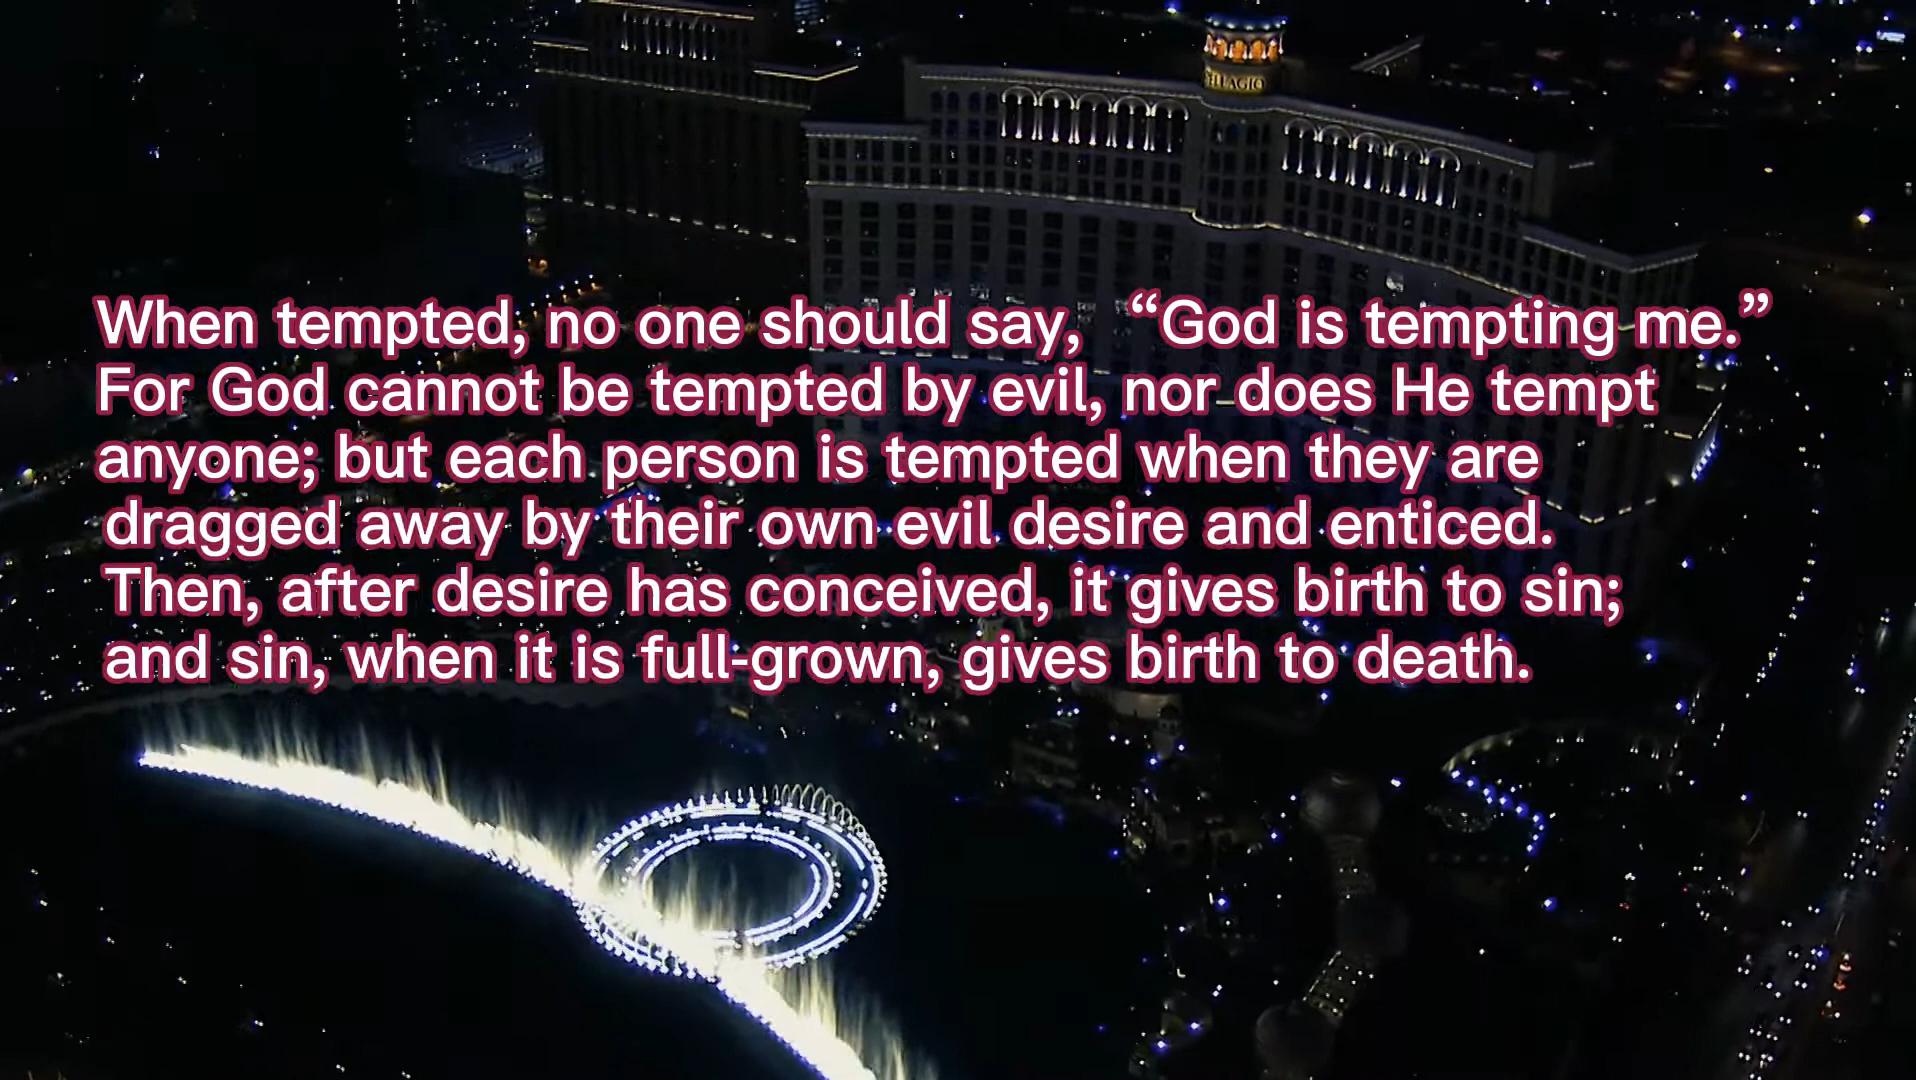 BELLAGIO
When tempted, no one should say, “God is tempting me.”
For God cannot be tempted by evil, nor does He tempt
anyone; but each person is tempted when they are
dragged away by their own evil desire and enticed.
Then, after desire has conceived, it gives birth to sin;
and sin, when it is full-grown, gives birth to death.